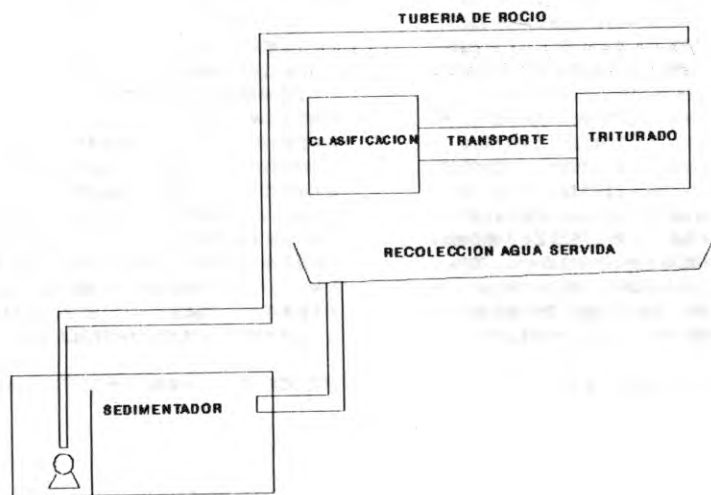 TUBERIA DE ROCIO
CLASIFICACION
TRANSPORTE
TRITURADO
RECOLECCION AGUA SERVIDA
SEDIMENTADOR